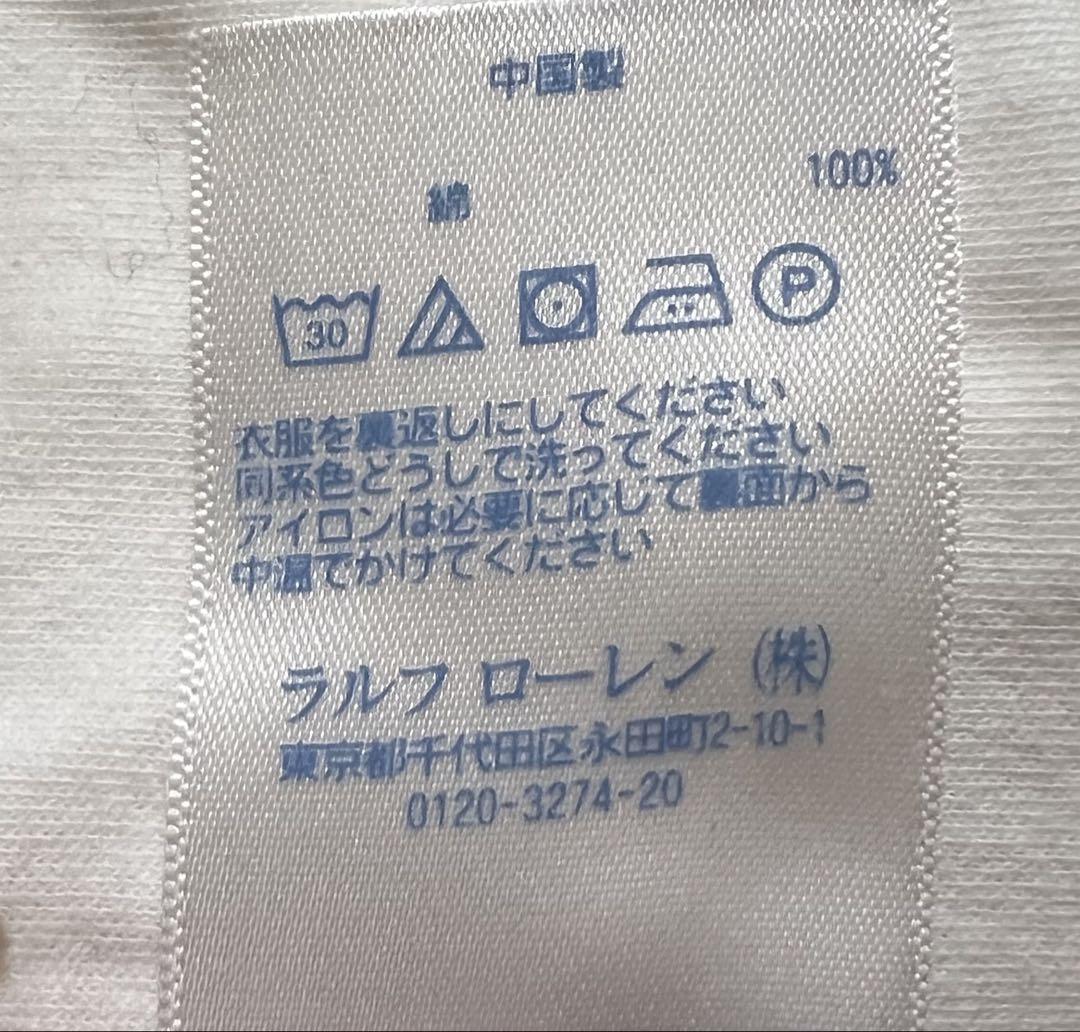 中国製
綿 100%
30
P
衣服を裏返しにしてください
同系色どうしで洗ってください
アイロンは必要に応じて裏面から
中温でかけてください
ラルフ ローレン ㈱
東京都千代田区永田町2-10-1
0120-3274-20